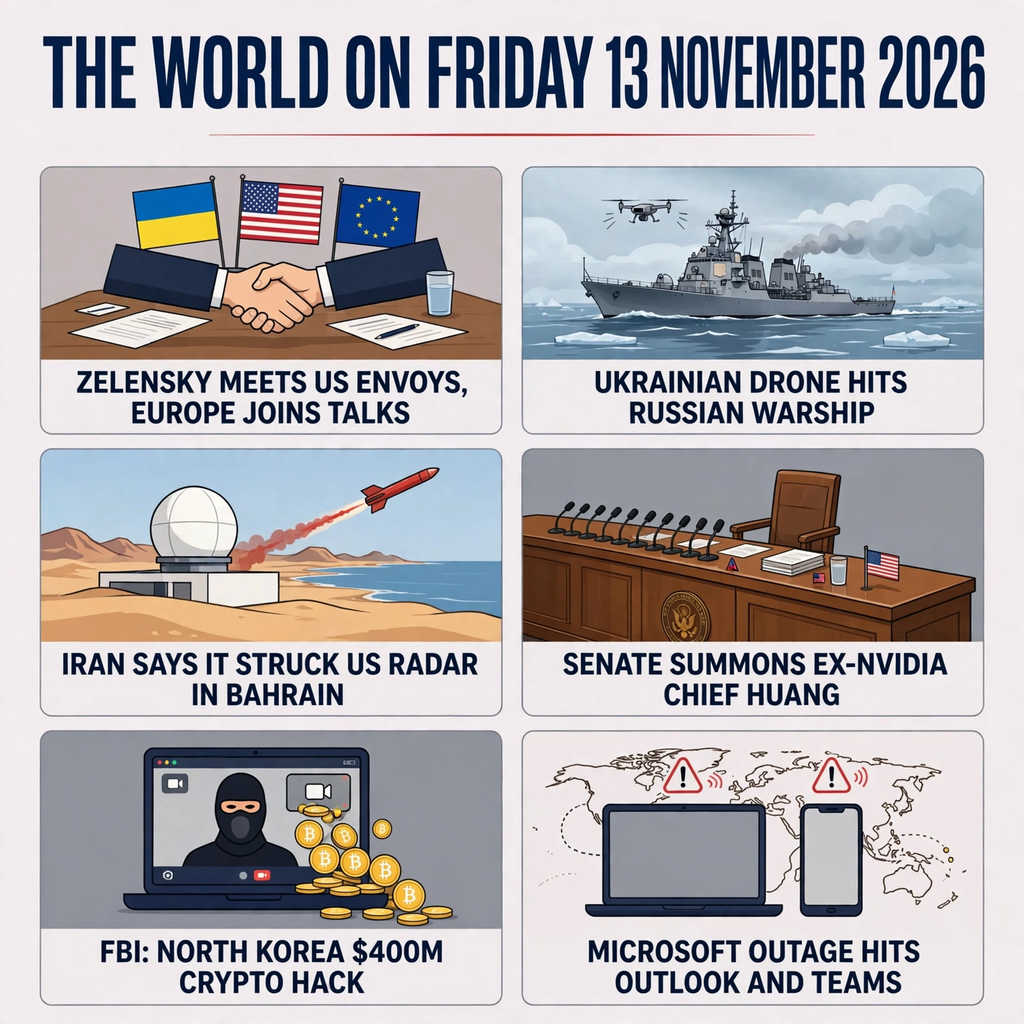 THE WORLD ON FRIDAY 13 NOVEMBER 2026
ZELENSKY MEETS US ENVOYS,
EUROPE JOINS TALKS
UKRAINIAN DRONE HITS
RUSSIAN WARSHIP
IRAN SAYS IT STRUCK US RADAR
IN BAHRAIN
SENATE SUMMONS EX-NVIDIA
CHIEF HUANG
FBI: NORTH KOREA $400M
CRYPTO HACK
MICROSOFT OUTAGE HITS
OUTLOOK AND TEAMS